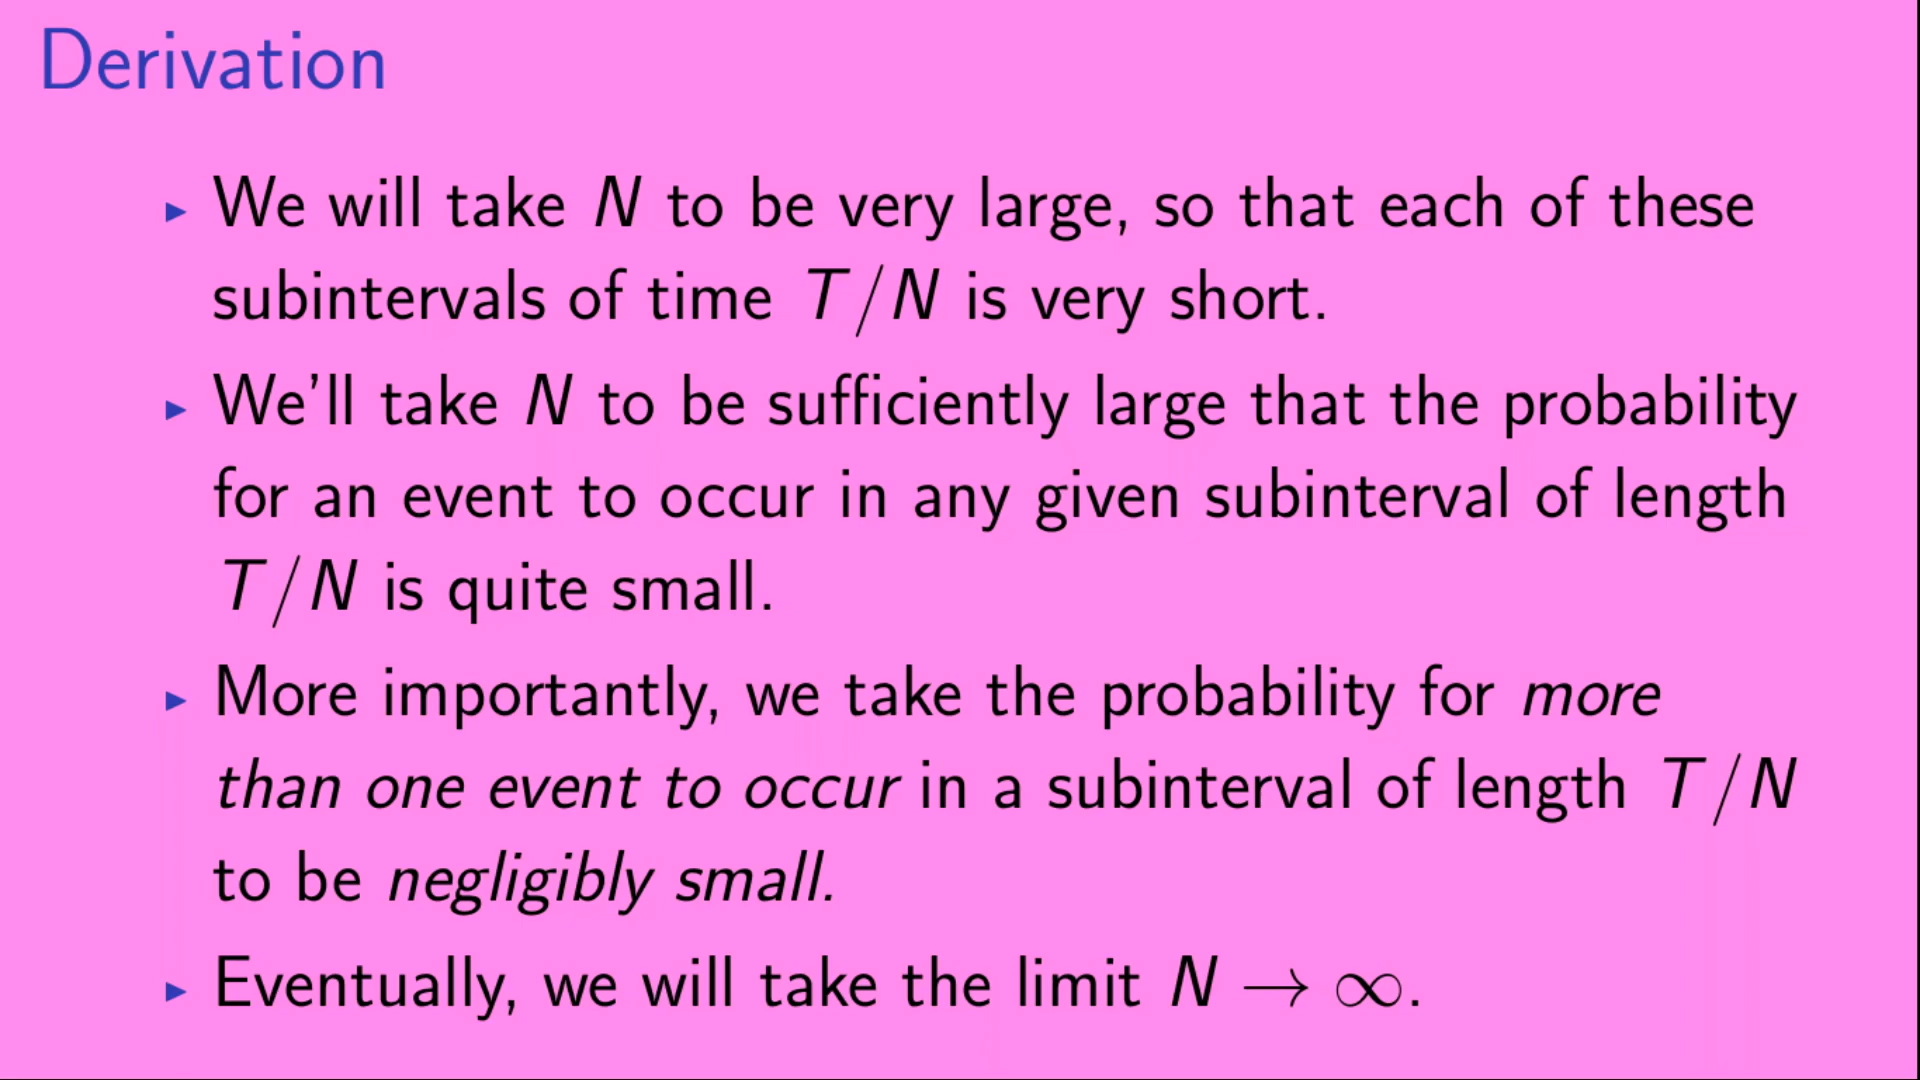 Derivation
▸ We will take N to be very large, so that each of these
subintervals of time T/N is very short.
▸ We'll take N to be sufficiently large that the probability
for an event to occur in any given subinterval of length
T/N is quite small.
▸ More importantly, we take the probability for more
than one event to occur in a subinterval of length T/N
to be negligibly small.
▸ Eventually, we will take the limit N → ∞.